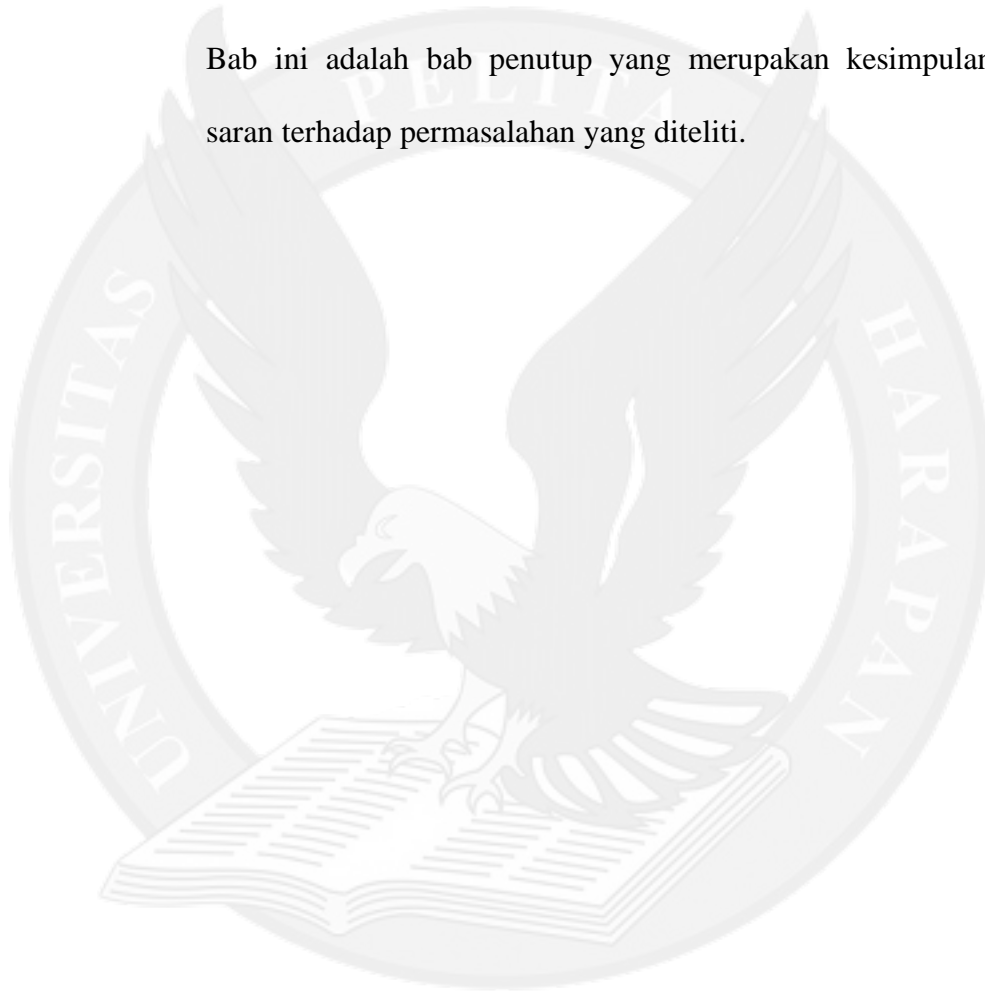 Bab ini adalah bab penutup yang merupakan kesimpulan
saran terhadap permasalahan yang diteliti.
UNIVERSITAS PELITA HARAPAN